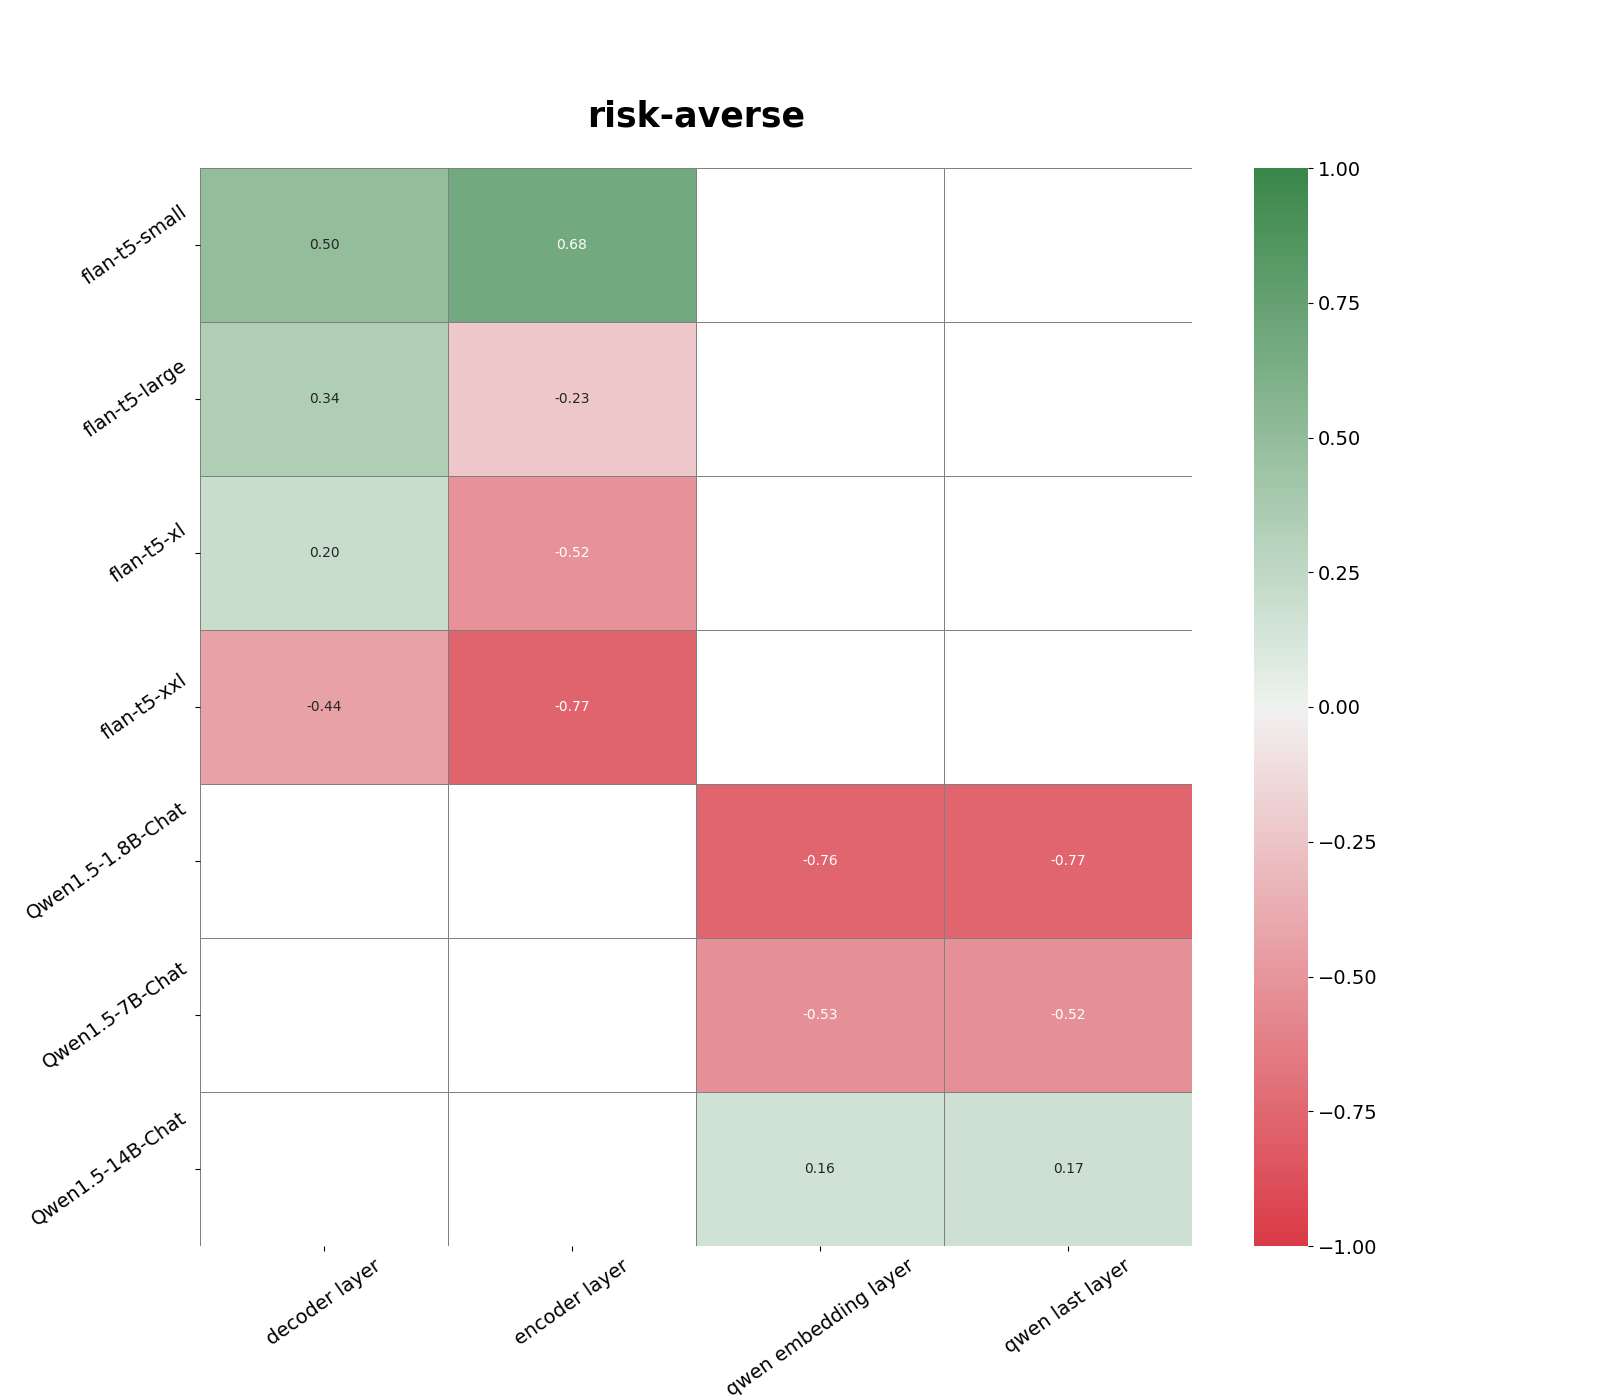 risk-averse
flan-t5-small
0.50
0.68
flan-t5-large
0.34
-0.23
flan-t5-xl
0.20
-0.52
flan-t5-xxl
-0.44
-0.77
Qwen1.5-1.8B-Chat
-0.76
-0.77
Qwen1.5-7B-Chat
-0.53
-0.52
Qwen1.5-14B-Chat
0.16
0.17
decoder layer
encoder layer
qwen embedding layer
qwen last layer
1.00
0.75
0.50
0.25
0.00
−0.25
−0.50
−0.75
−1.00